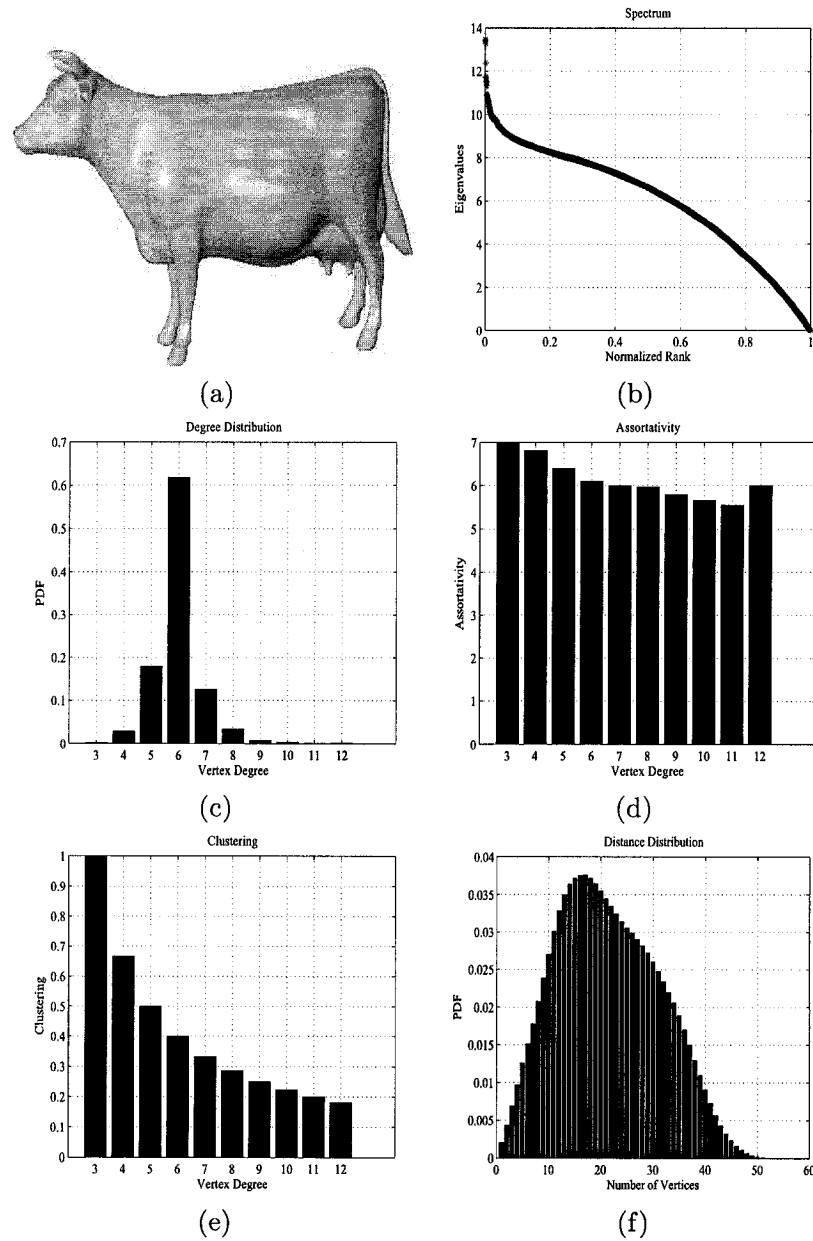 Spectrum
14
12
10
8
6
4
2
0
Eigenvalues
0 0.2 0.4 0.6 0.8 1
Normalized Rank
(a)
(b)
Degree Distribution
0.7
0.6
0.5
0.4
0.3
0.2
0.1
0
PDF
3 4 5 6 7 8 9 10 11 12
Vertex Degree
(c)
Assortativity
7
6
5
4
3
2
1
0
Assortativity
3 4 5 6 7 8 9 10 11 12
Vertex Degree
(d)
Clustering
1
0.9
0.8
0.7
0.6
0.5
0.4
0.3
0.2
0.1
0
Clustering
3 4 5 6 7 8 9 10 11 12
Vertex Degree
(e)
Distance Distribution
0.04
0.035
0.03
0.025
0.02
0.015
0.01
0.005
0
PDF
0 10 20 30 40 50 60
Number of Vertices
(f)